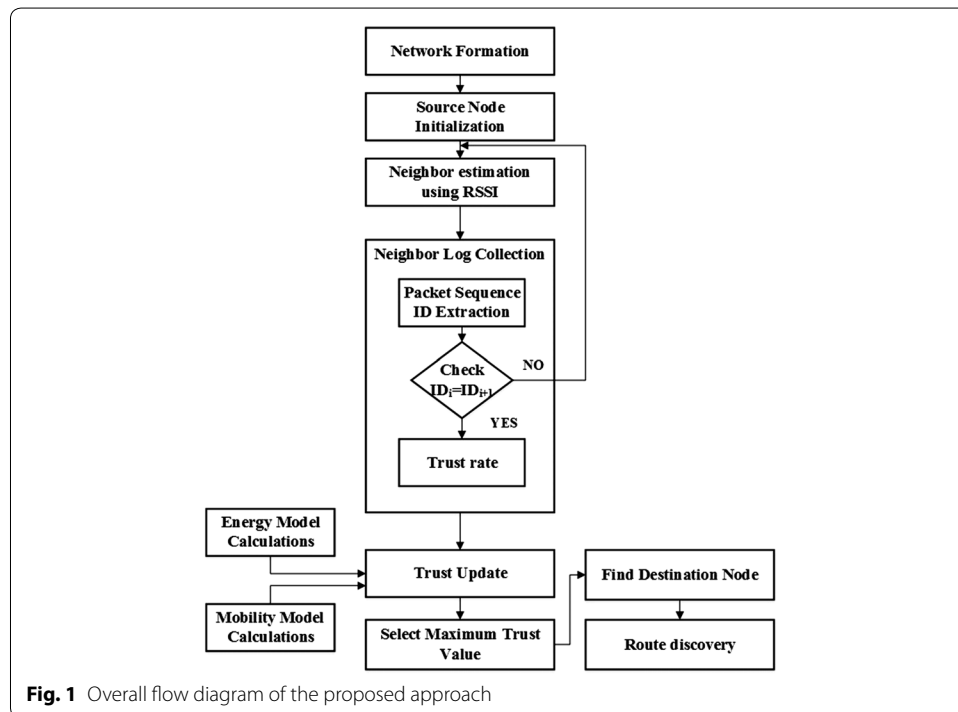 Network Formation
Source Node
Initialization
Neighbor estimation
using RSSI
Neighbor Log Collection
Packet Sequence
ID Extraction
Check
IDᵢ=IDᵢ₊₁
NO
YES
Trust rate
Energy Model
Calculations
Trust Update
Find Destination Node
Mobility Model
Calculations
Select Maximum Trust
Value
Route discovery
Fig. 1 Overall flow diagram of the proposed approach